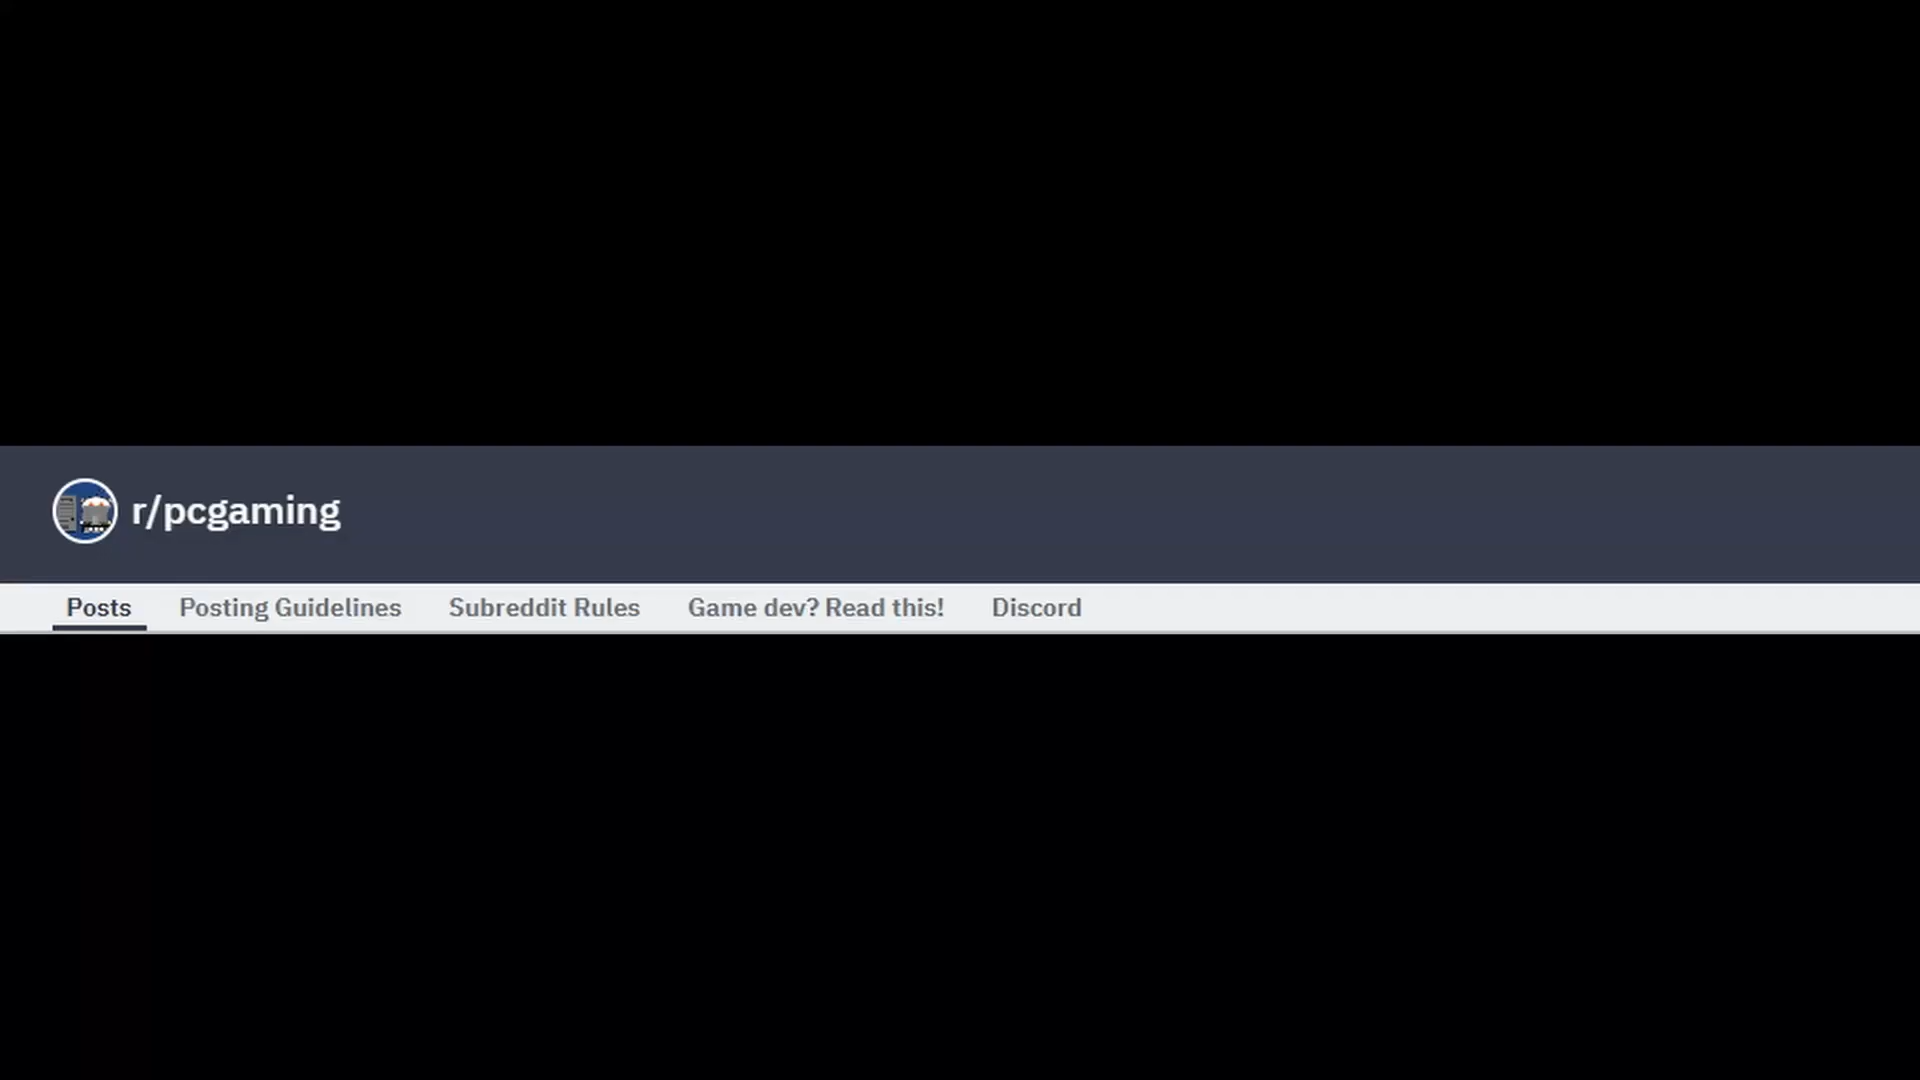 r/pcgaming
Posts Posting Guidelines Subreddit Rules Game dev? Read this! Discord